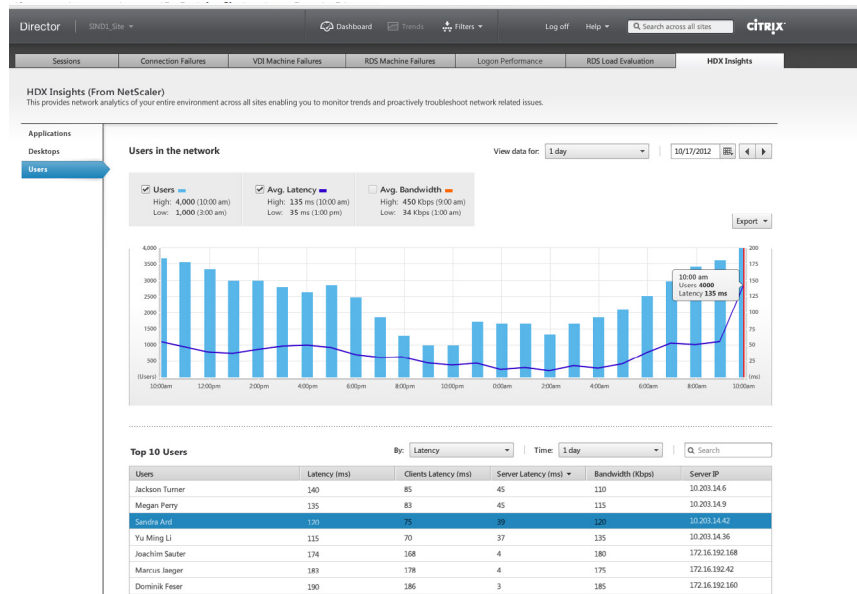 Director SIND1_Site Dashboard Trends Filters Log off Help Search across all sites CİTRIX
Sessions Connection Failures VDI Machine Failures RDS Machine Failures Logon Performance RDS Load Evaluation HDX Insights
HDX Insights (From NetScaler)
This provides network analytics of your entire environment across all sites enabling you to monitor trends and proactively troubleshoot network related issues.
Applications
Desktops
Users
Users in the network View data for: 1 day 10/17/2012
Users Avg. Latency Avg. Bandwidth
High: 4,000 (10:00 am) High: 135 ms (10:00 am) High: 450 Kbps (9:00 am)
Low: 1,000 (3:00 am) Low: 35 ms (1:00 pm) Low: 34 Kbps (1:00 am)
Export
4,000 200
3500 175
3000 150
2500 125
2000 100
1500 75
1000 50
500 25
(Users) (ms)
10:00 am
Users 4000
Latency 135 ms
10:00am 12:00pm 2:00pm 4:00pm 6:00pm 8:00pm 10:00pm 0:00am 2:00am 4:00am 6:00am 8:00am 10:00am
Top 10 Users By: Latency Time: 1 day Search
Users Latency (ms) Clients Latency (ms) Server Latency (ms) Bandwidth (Kbps) Server IP
Jackson Turner 140 85 45 110 10.203.14.6
Megan Perry 135 83 45 115 10.203.14.9
Sandra Ard 120 75 39 120 10.203.14.42
Yu Ming Li 115 70 37 135 10.203.14.36
Joachim Sauter 174 168 4 180 172.16.192.168
Marcus Jaeger 183 178 4 175 172.16.192.42
Dominik Feser 190 186 3 185 172.16.192.160